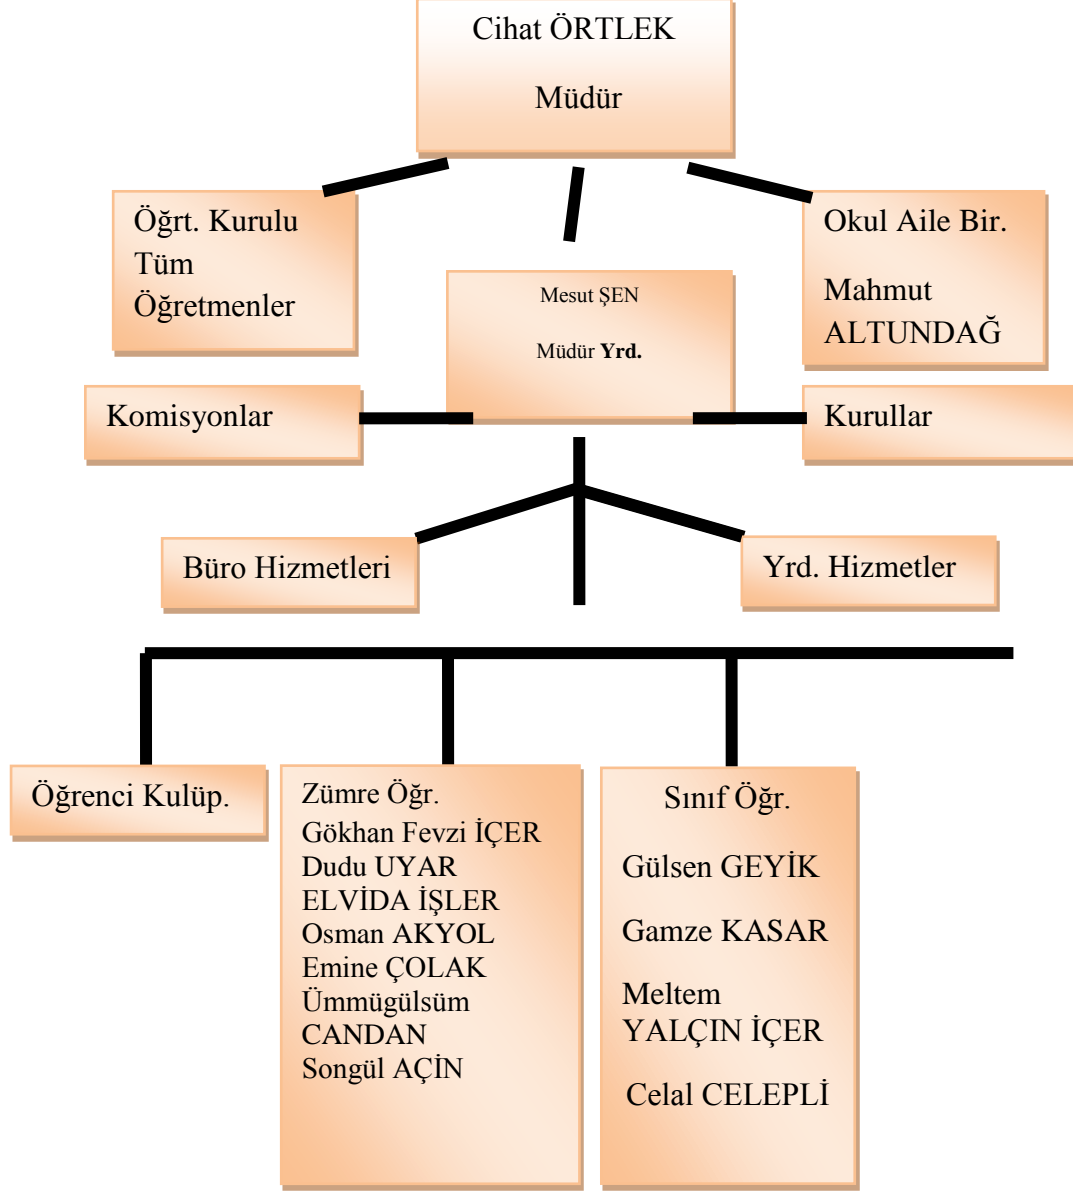 Cihat ÖRTLEK
Müdür
Öğrt. Kurulu
Tüm
Öğretmenler
Okul Aile Bir.
Mahmut
ALTUNDAĞ
Mesut ŞEN
Müdür Yrd.
Komisyonlar
Kurullar
Büro Hizmetleri
Yrd. Hizmetler
Öğrenci Kulüp.
Zümre Öğr.
Gökhan Fevzi İÇER
Dudu UYAR
ELVİDA İŞLER
Osman AKYOL
Emine ÇOLAK
Ümmügülsüm
CANDAN
Songül AÇİN
Sınıf Öğr.
Gülsen GEYİK
Gamze KASAR
Meltem
YALÇIN İÇER
Celal CELEPLİ